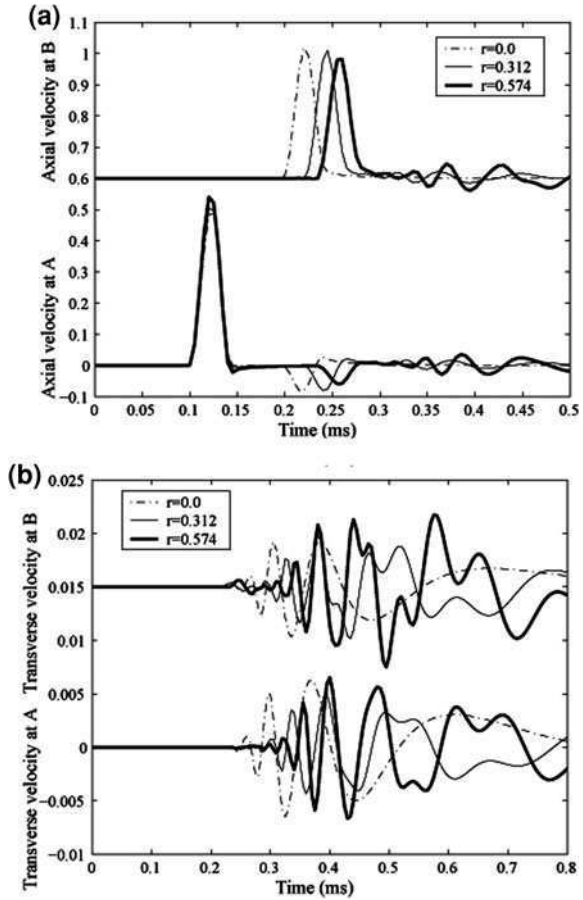 (a)
1.1
1
0.9
0.8
0.7
0.6
0.5
0.4
0.3
0.2
0.1
0
−0.1
Axial velocity at B
Axial velocity at A
r=0.0
r=0.312
r=0.574
0 0.05 0.1 0.15 0.2 0.25 0.3 0.35 0.4 0.45 0.5
Time (ms)
(b)
0.025
0.02
0.015
0.01
0.005
0
−0.005
−0.01
Transverse velocity at B
Transverse velocity at A
r=0.0
r=0.312
r=0.574
0 0.1 0.2 0.3 0.4 0.5 0.6 0.7 0.8
Time (ms)